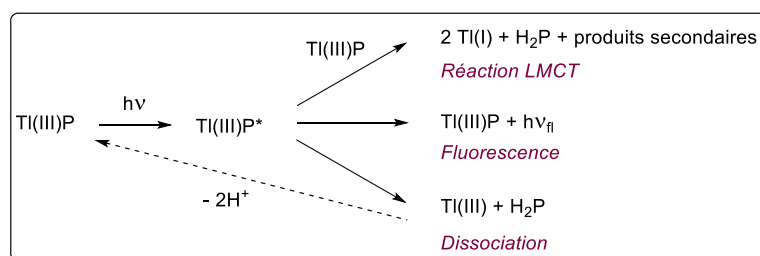 Tl(III)P
2 Tl(I) + H₂P + produits secondaires
Réaction LMCT
Tl(III)P
hν
Tl(III)P*
Tl(III)P + hνfl
Fluorescence
- 2H⁺
Tl(III) + H₂P
Dissociation